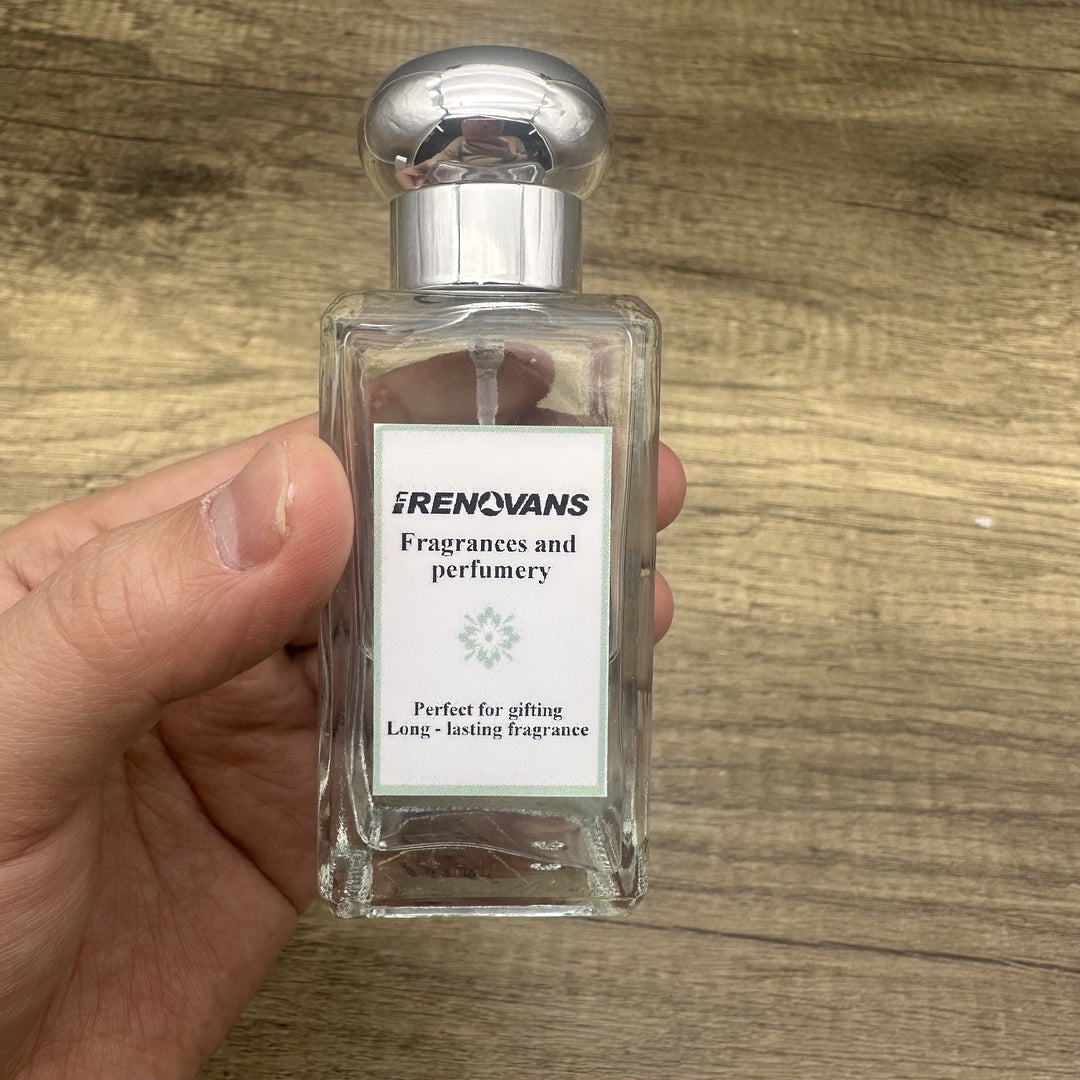 RENOVANS
Fragrances and
perfumery
Perfect for gifting
Long - lasting fragrance